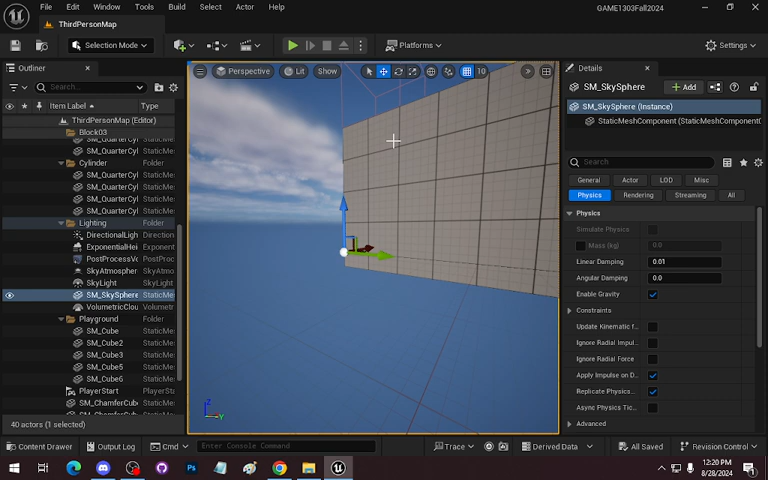 File Edit Window Tools Build Select Actor Help
GAME1303Fall2024
ThirdPersonMap
Selection Mode
Platforms
Settings
Outliner
Search...
Item Label
Type
ThirdPersonMap (Editor)
Block03
SM_QuarterCyl StaticMe
Cylinder Folder
SM_QuarterCyl StaticMe
SM_QuarterCyl StaticMe
SM_QuarterCyl StaticMe
SM_QuarterCyl StaticMe
Lighting Folder
DirectionalLigh Direction
ExponentialHei Exponent
PostProcessVo PostProc
SkyAtmospher SkyAtmo
SkyLight SkyLight
SM_SkySphere StaticMe
VolumetricClou Volumetr
Playground Folder
SM_Cube StaticMe
SM_Cube2 StaticMe
SM_Cube3 StaticMe
SM_Cube5 StaticMe
SM_Cube6 StaticMe
PlayerStart PlayerSta
SM_ChamferCub StaticMe
40 actors (1 selected)
Perspective Lit Show
10
Z
Y
Details
SM_SkySphere
Add
SM_SkySphere (Instance)
StaticMeshComponent (StaticMeshComponent0
Search
General Actor LOD Misc
Physics Rendering Streaming All
Physics
Simulate Physics
Mass (kg) 0.0
Linear Damping 0.01
Angular Damping 0.0
Enable Gravity
Constraints
Update Kinematic f...
Ignore Radial Impul...
Ignore Radial Force
Apply Impulse on D...
Replicate Physics...
Async Physics Tic...
Advanced
Content Drawer Output Log Cmd Enter Console Command Trace Derived Data All Saved Revision Control
12:20 PM
8/28/2024